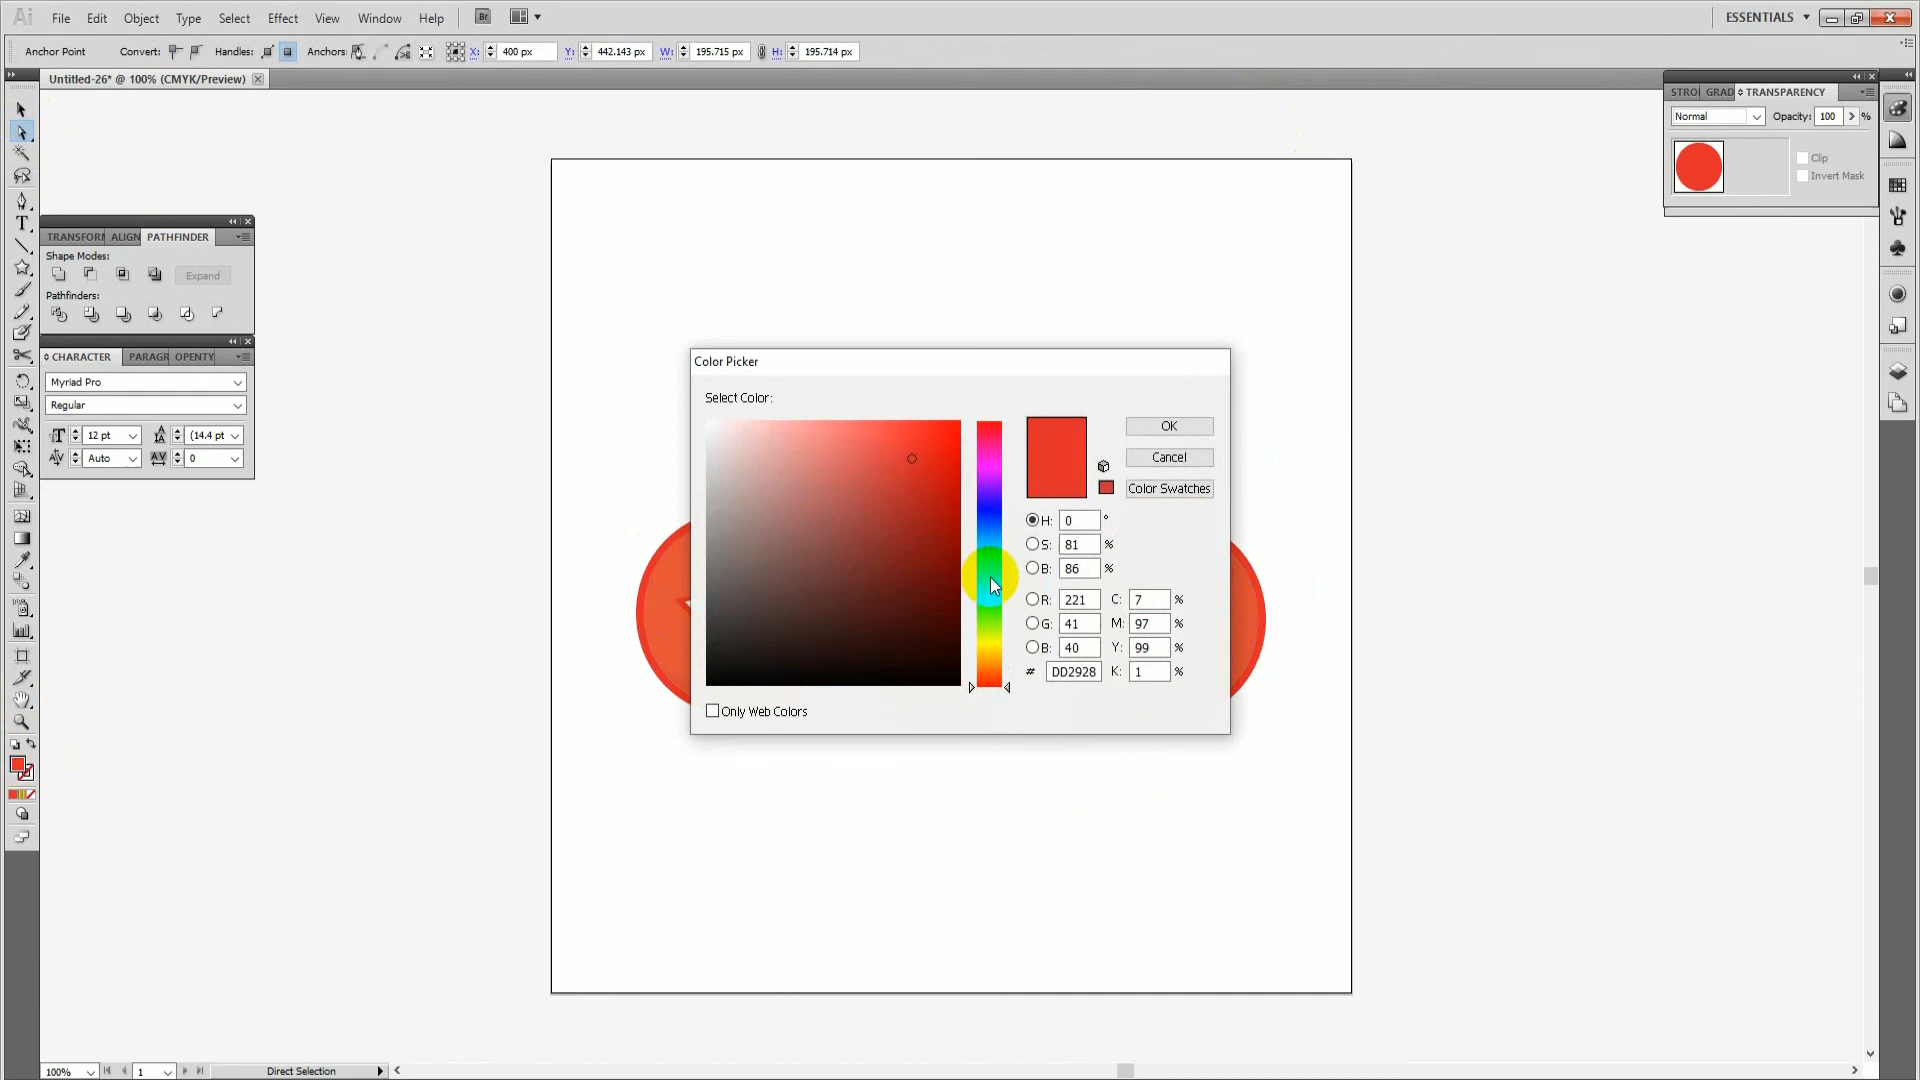 Ai File Edit Object Type Select Effect View Window Help Br ESSENTIALS
Anchor Point Convert: Handles: Anchors: X: 400 px Y: 442.143 px W: 195.715 px H: 195.714 px
Untitled-26* @ 100% (CMYK/Preview)
STRO GRAD TRANSPARENCY
Normal Opacity: 100 %
Clip
Invert Mask
TRANSFORM ALIGN PATHFINDER
Shape Modes:
Expand
Pathfinders:
CHARACTER PARAGR OPENTY
Myriad Pro
Regular
12 pt (14.4 pt
Auto 0
Color Picker
Select Color:
OK
Cancel
Color Swatches
H: 0 °
S: 81 %
B: 86 %
R: 221 C: 7 %
G: 41 M: 97 %
B: 40 Y: 99 %
# DD2928 K: 1 %
Only Web Colors
100% 1 Direct Selection